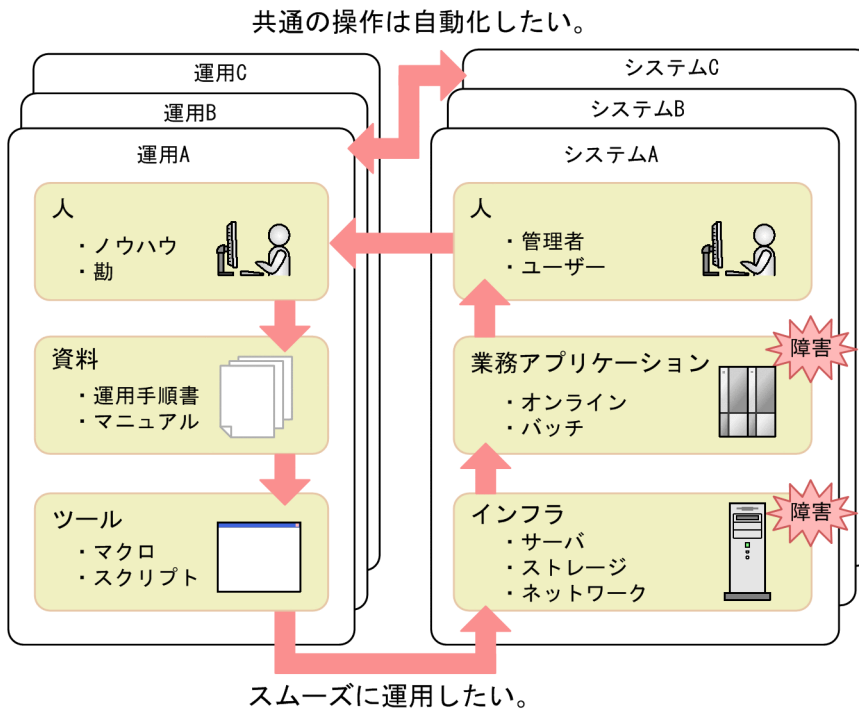 共通の操作は自動化したい。
運用C
運用B
運用A
人
・ノウハウ
・勘
資料
・運用手順書
・マニュアル
ツール
・マクロ
・スクリプト
システムC
システムB
システムA
人
・管理者
・ユーザー
業務アプリケーション
・オンライン
・バッチ
障害
インフラ
・サーバ
・ストレージ
・ネットワーク
障害
スムーズに運用したい。